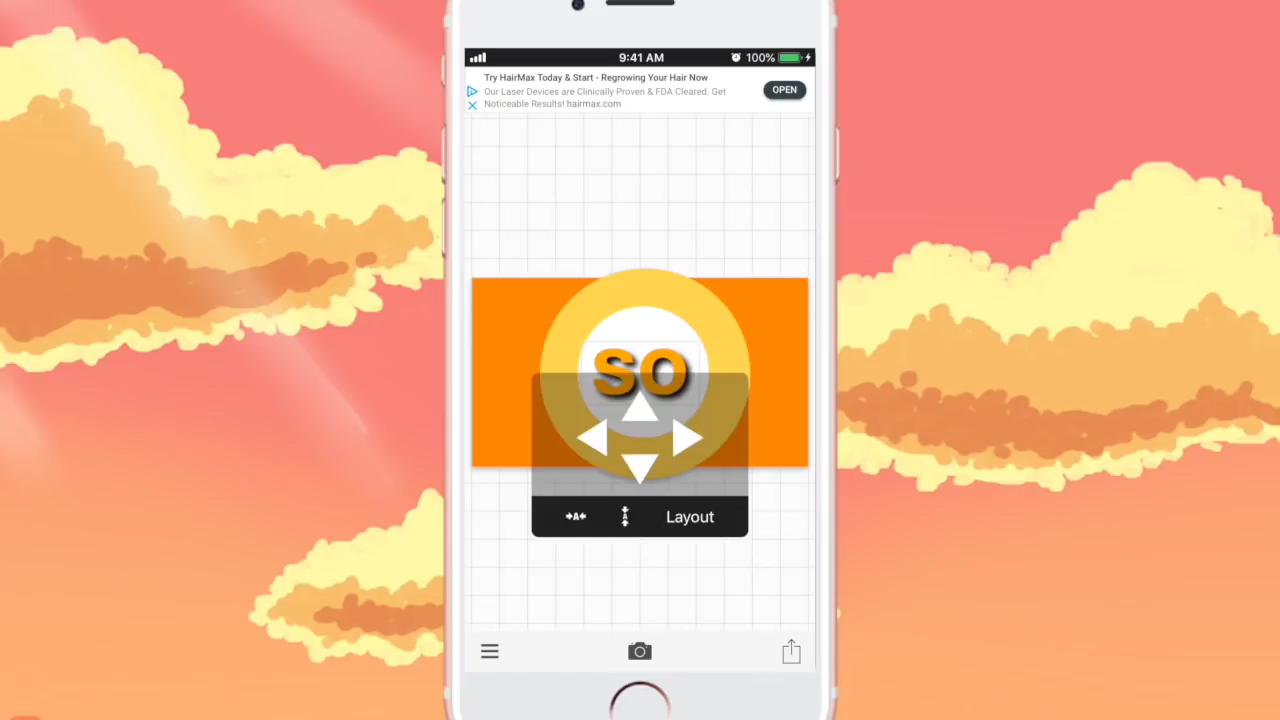 9:41 AM
100%
Try HairMax Today & Start - Regrowing Your Hair Now
Our Laser Devices are Clinically Proven & FDA Cleared. Get
Noticeable Results! hairmax.com
OPEN
SO
A
A
Layout